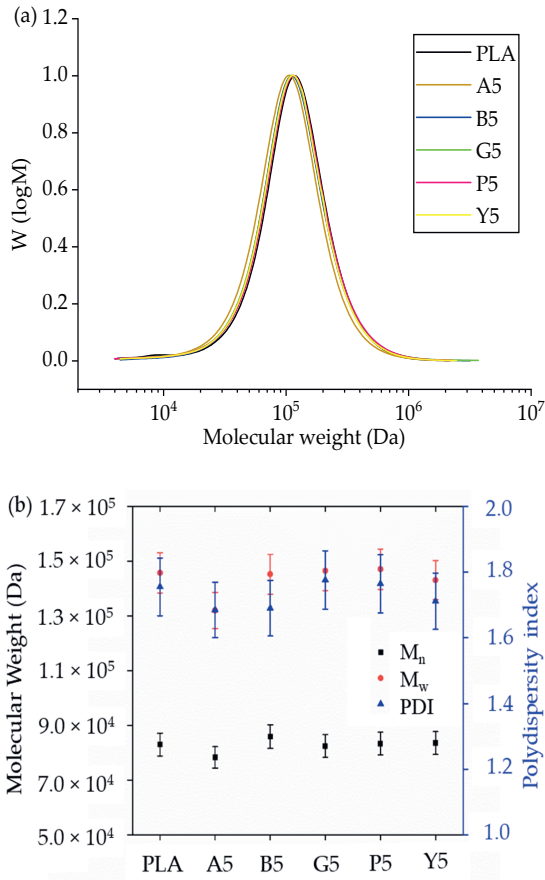 (a)
PLA
A5
B5
G5
P5
Y5
W (logM)
1.0
0.8
0.6
0.4
0.2
0.0
10⁴ 10⁵ 10⁶ 10⁷
Molecular weight (Da)
(b)
Molecular Weight (Da)
1.7 × 10⁵
1.5 × 10⁵
1.3 × 10⁵
1.1 × 10⁵
9.0 × 10⁴
7.0 × 10⁴
5.0 × 10⁴
Mₙ
M_w
PDI
2.0
1.8
1.6
1.4
1.2
1.0
Polydispersity index
PLA A5 B5 G5 P5 Y5